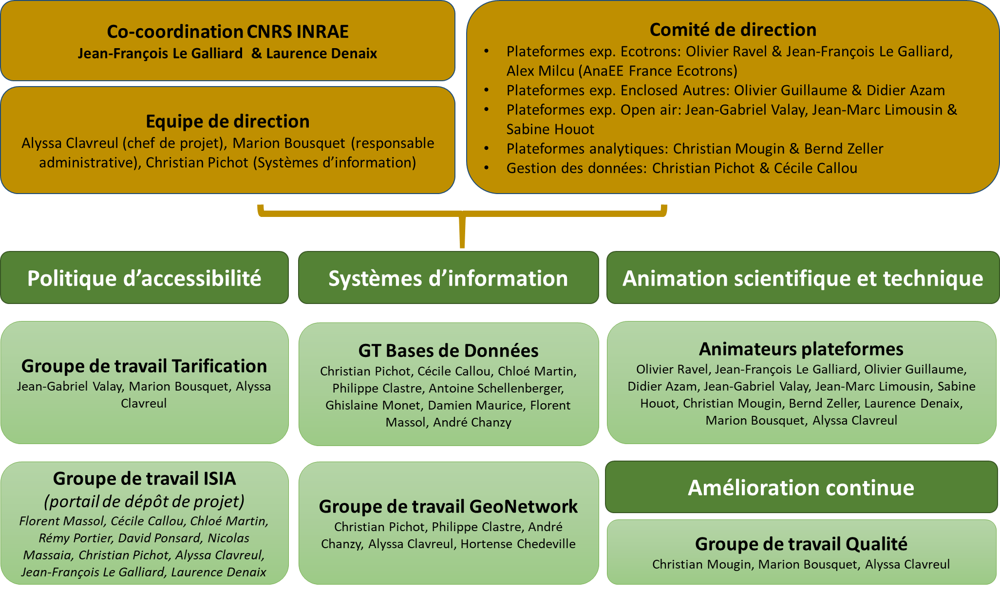 Co-coordination CNRS INRAE
Jean-François Le Galliard & Laurence Denaix
Equipe de direction
Alyssa Clavreul (chef de projet), Marion Bousquet (responsable
administrative), Christian Pichot (Systèmes d’information)
Comité de direction
• Plateformes exp. Ecotrons: Olivier Ravel & Jean-François Le Galliard,
Alex Milcu (AnaEE France Ecotrons)
• Plateformes exp. Enclosed Autres: Olivier Guillaume & Didier Azam
• Plateformes exp. Open air: Jean-Gabriel Valay, Jean-Marc Limousin &
Sabine Houot
• Plateformes analytiques: Christian Mougin & Bernd Zeller
• Gestion des données: Christian Pichot & Cécile Callou
Politique d’accessibilité
Groupe de travail Tarification
Jean-Gabriel Valay, Marion Bousquet, Alyssa
Clavreul
Groupe de travail ISIA
(portail de dépôt de projet)
Florent Massol, Cécile Callou, Chloé Martin,
Rémy Portier, David Ponsard, Nicolas
Massaia, Christian Pichot, Alyssa Clavreul,
Jean-François Le Galliard, Laurence Denaix
Systèmes d’information
GT Bases de Données
Christian Pichot, Cécile Callou, Chloé Martin,
Philippe Clastre, Antoine Schellenberger,
Ghislaine Monet, Damien Maurice, Florent
Massol, André Chanzy
Groupe de travail GeoNetwork
Christian Pichot, Philippe Clastre, André
Chanzy, Alyssa Clavreul, Hortense Chedeville
Animation scientifique et technique
Animateurs plateformes
Olivier Ravel, Jean-François Le Galliard, Olivier Guillaume,
Didier Azam, Jean-Gabriel Valay, Jean-Marc Limousin, Sabine
Houot, Christian Mougin, Bernd Zeller, Laurence Denaix,
Marion Bousquet, Alyssa Clavreul
Amélioration continue
Groupe de travail Qualité
Christian Mougin, Marion Bousquet, Alyssa Clavreul